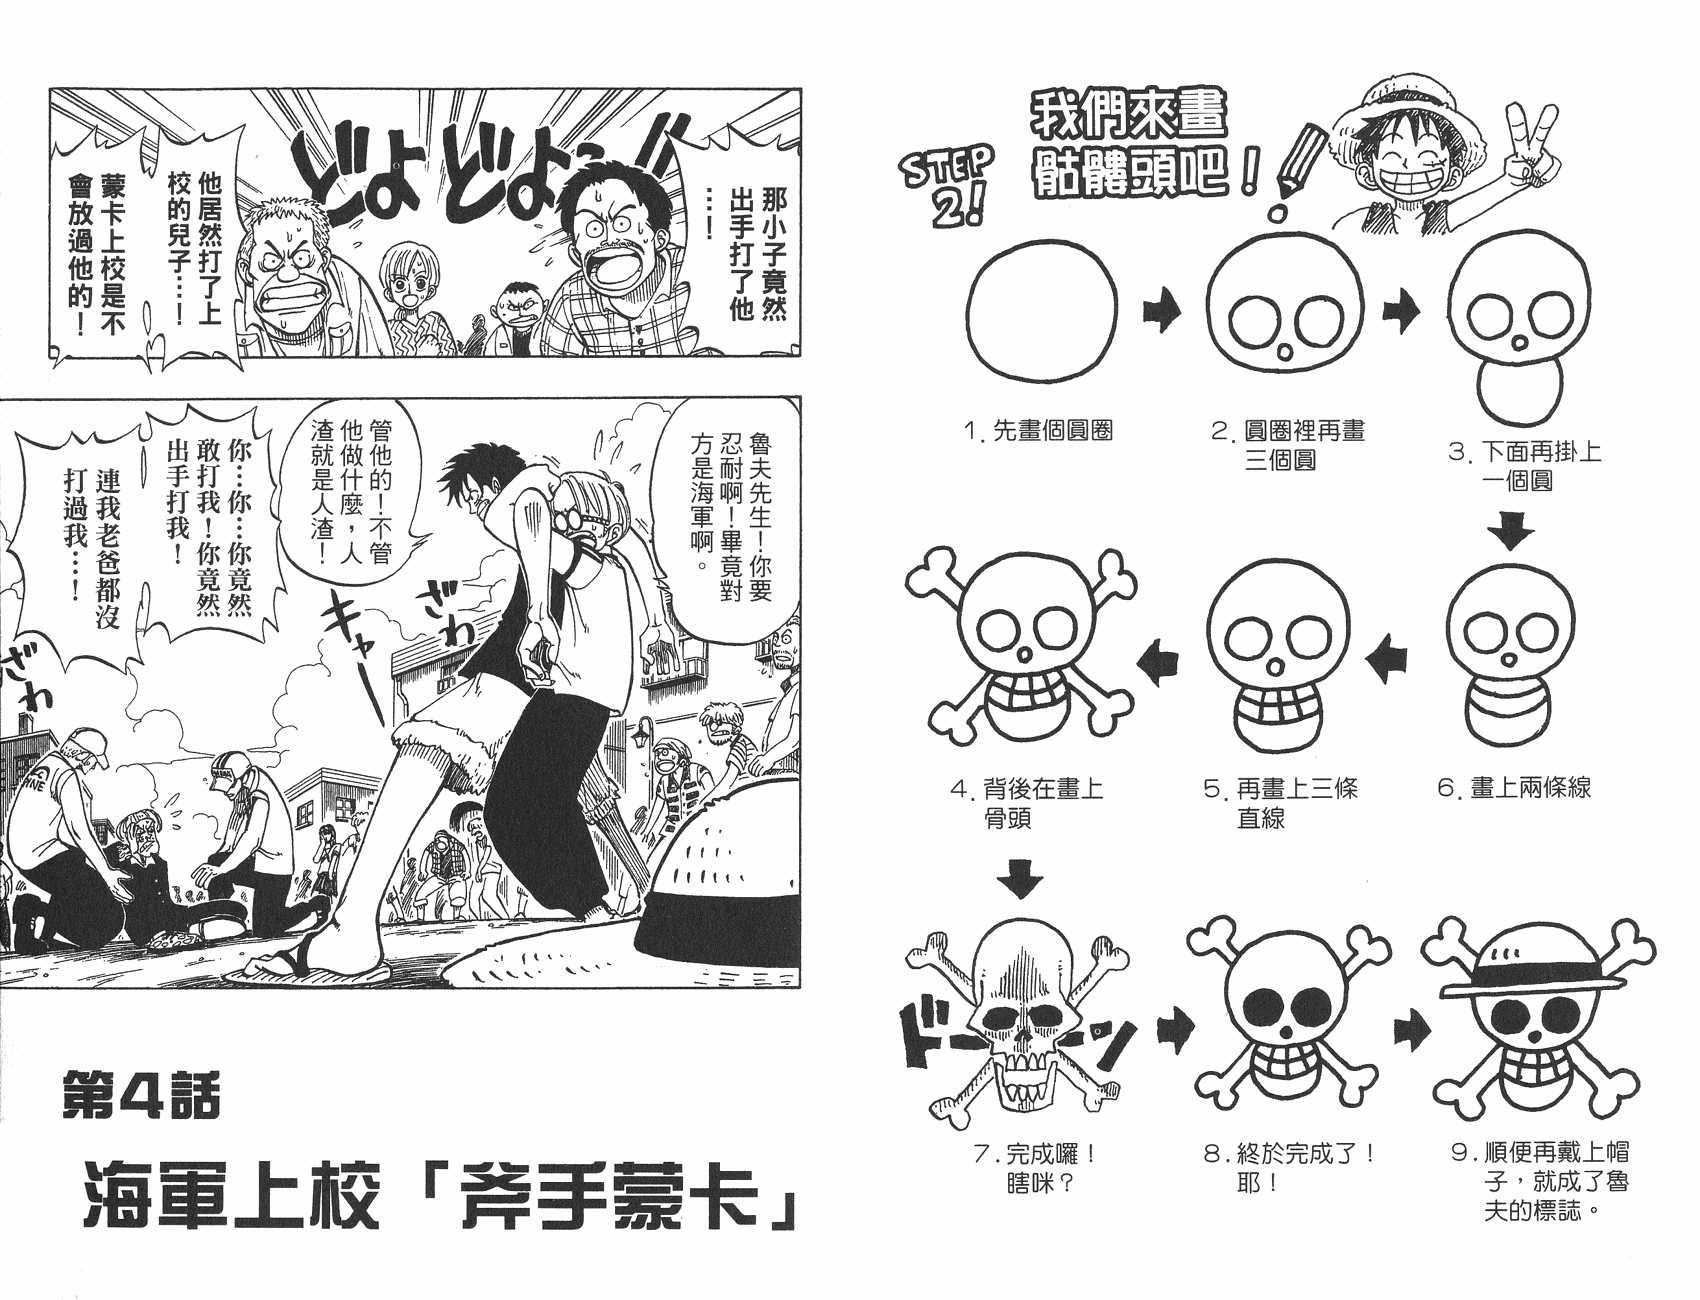 我們來畫
骷髏頭吧！
STEP
2!
1. 先畫個圓圈
2. 圓圈裡再畫
三個圓
3. 下面再掛上
一個圓
4. 背後在畫上
骨頭
5. 再畫上三條
直線
6. 畫上兩條線
7. 完成囉！
瞎咪？
ドーーン
8. 終於完成了！
耶！
9. 順便再戴上帽
子，就成了魯
夫的標誌。
那小子竟然
出手打了他
…！
どよどよっ!!
他居然打了上
校的兒子…！
蒙卡上校是不
會放過他的！
魯夫先生！你要
忍耐啊！畢竟對
方是海軍啊。
管他的！不管
他做什麼，人
渣就是人渣！
ざわ
キャーー
你…你…你竟然
敢打我！你竟然
出手打我！
連我老爸都沒
打過我…！
ざわ
第4話
海軍上校「斧手蒙卡」